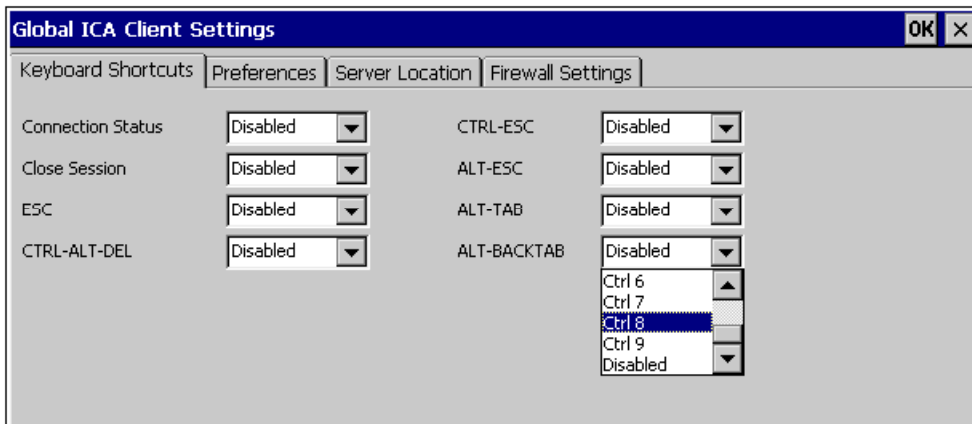 Global ICA Client Settings OK ×
Keyboard Shortcuts Preferences Server Location Firewall Settings
Connection Status Disabled CTRL-ESC Disabled
Close Session Disabled ALT-ESC Disabled
ESC Disabled ALT-TAB Disabled
CTRL-ALT-DEL Disabled ALT-BACKTAB Disabled
Ctrl 6
Ctrl 7
Ctrl 8
Ctrl 9
Disabled